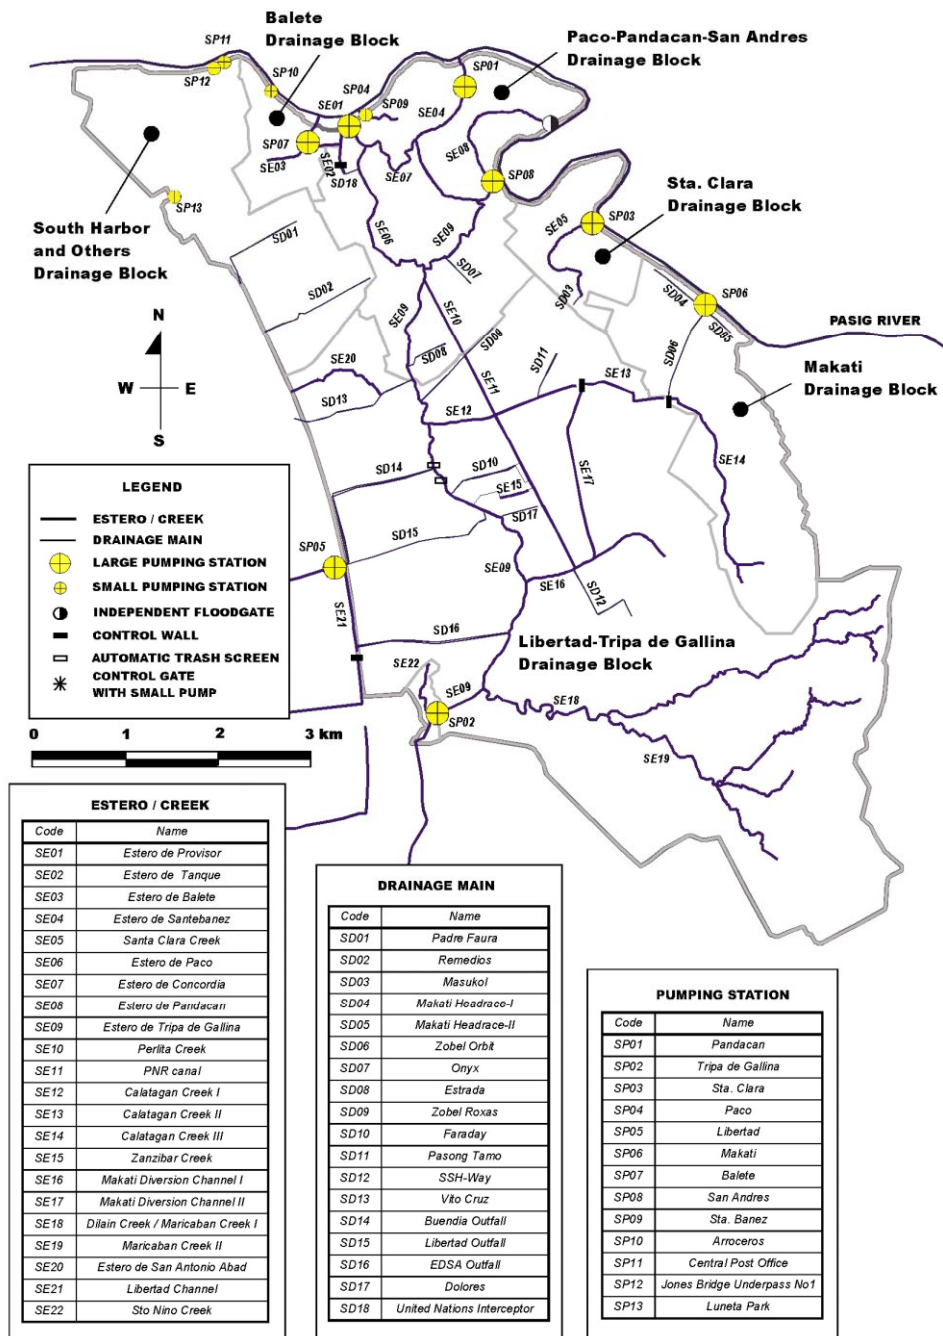 SP11
Balete
Drainage Block
Paco-Pandacan-San Andres
Drainage Block
SP12
SP10
SP04
SP01
SE01
SP09
SE04
SP07
SE03
SE02
SD18
SE07
SE08
SP08
Sta. Clara
Drainage Block
SP13
South Harbor
and Others
Drainage Block
SD01
SE06
SE09
SE05
SP03
SD07
SD03
SD04
SP06
SD05
SD02
SE09
SE10
PASIG RIVER
N
W
E
S
SE20
SD08
SD09
SD11
SD06
SE13
Makati
Drainage Block
SD13
SE11
SE12
SE14
LEGEND
ESTERO / CREEK
DRAINAGE MAIN
LARGE PUMPING STATION
SMALL PUMPING STATION
INDEPENDENT FLOODGATE
CONTROL WALL
AUTOMATIC TRASH SCREEN
CONTROL GATE
WITH SMALL PUMP
SD14
SD10
SE15
SE17
SD17
SD15
SP05
SE09
SE16
SD12
SE21
SD16
Libertad-Tripa de Gallina
Drainage Block
SE22
SE09
SE18
SP02
SE19
0 1 2 3 km
ESTERO / CREEK
Code Name
SE01 Estero de Provisor
SE02 Estero de Tanque
SE03 Estero de Balete
SE04 Estero de Santebanez
SE05 Santa Clara Creek
SE06 Estero de Paco
SE07 Estero de Concordia
SE08 Estero de Pandacan
SE09 Estero de Tripa de Gallina
SE10 Perlita Creek
SE11 PNR canal
SE12 Calatagan Creek I
SE13 Calatagan Creek II
SE14 Calatagan Creek III
SE15 Zanzibar Creek
SE16 Makati Diversion Channel I
SE17 Makati Diversion Channel II
SE18 Dilain Creek / Maricaban Creek I
SE19 Maricaban Creek II
SE20 Estero de San Antonio Abad
SE21 Libertad Channel
SE22 Sto Nino Creek
DRAINAGE MAIN
Code Name
SD01 Padre Faura
SD02 Remedios
SD03 Masukol
SD04 Makati Headrace-I
SD05 Makati Headrace-II
SD06 Zobel Orbit
SD07 Onyx
SD08 Estrada
SD09 Zobel Roxas
SD10 Faraday
SD11 Pasong Tamo
SD12 SSH-Way
SD13 Vito Cruz
SD14 Buendia Outfall
SD15 Libertad Outfall
SD16 EDSA Outfall
SD17 Dolores
SD18 United Nations Interceptor
PUMPING STATION
Code Name
SP01 Pandacan
SP02 Tripa de Gallina
SP03 Sta. Clara
SP04 Paco
SP05 Libertad
SP06 Makati
SP07 Balete
SP08 San Andres
SP09 Sta. Banez
SP10 Arroceros
SP11 Central Post Office
SP12 Jones Bridge Underpass No1
SP13 Luneta Park